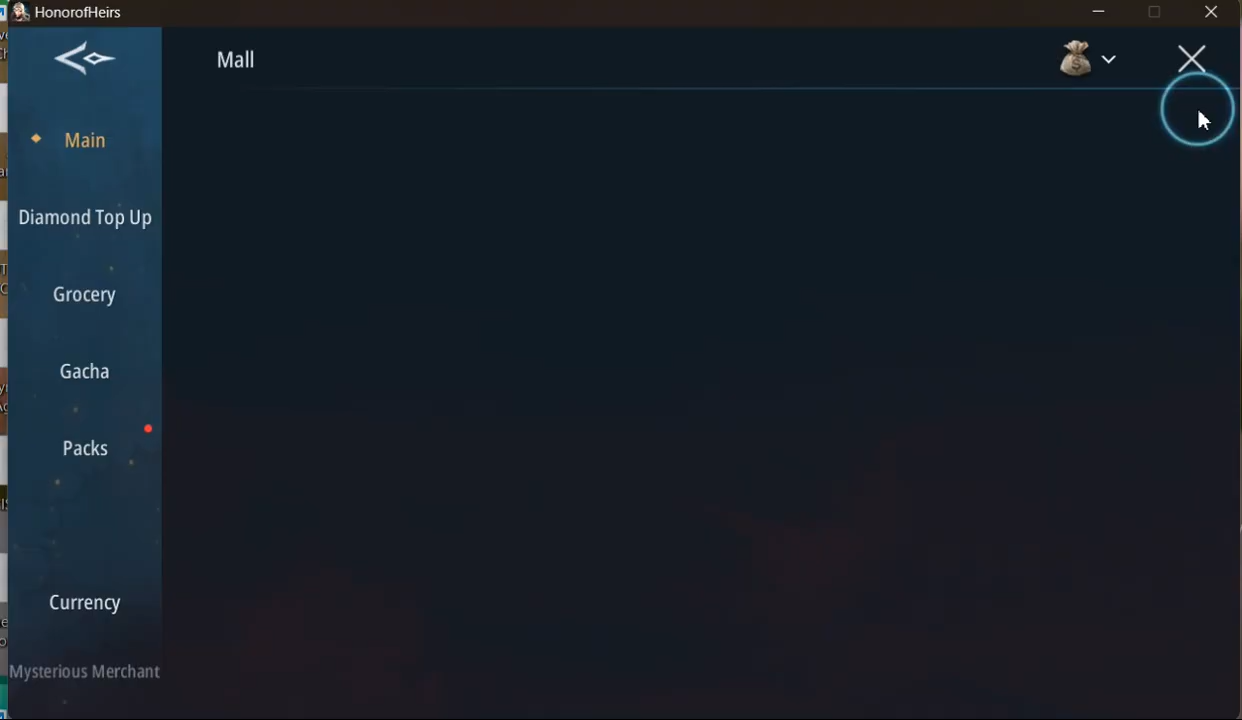 HonorofHeirs
Mall
Main
Diamond Top Up
Grocery
Gacha
Packs
Currency
Mysterious Merchant